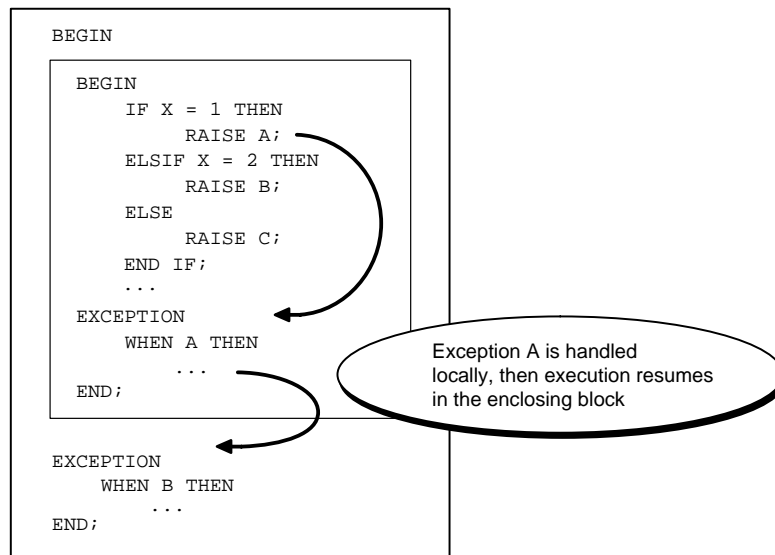 BEGIN
BEGIN
IF X = 1 THEN
RAISE A;
ELSIF X = 2 THEN
RAISE B;
ELSE
RAISE C;
END IF;
...
EXCEPTION
WHEN A THEN
...
END;
Exception A is handled
locally, then execution resumes
in the enclosing block
EXCEPTION
WHEN B THEN
...
END;